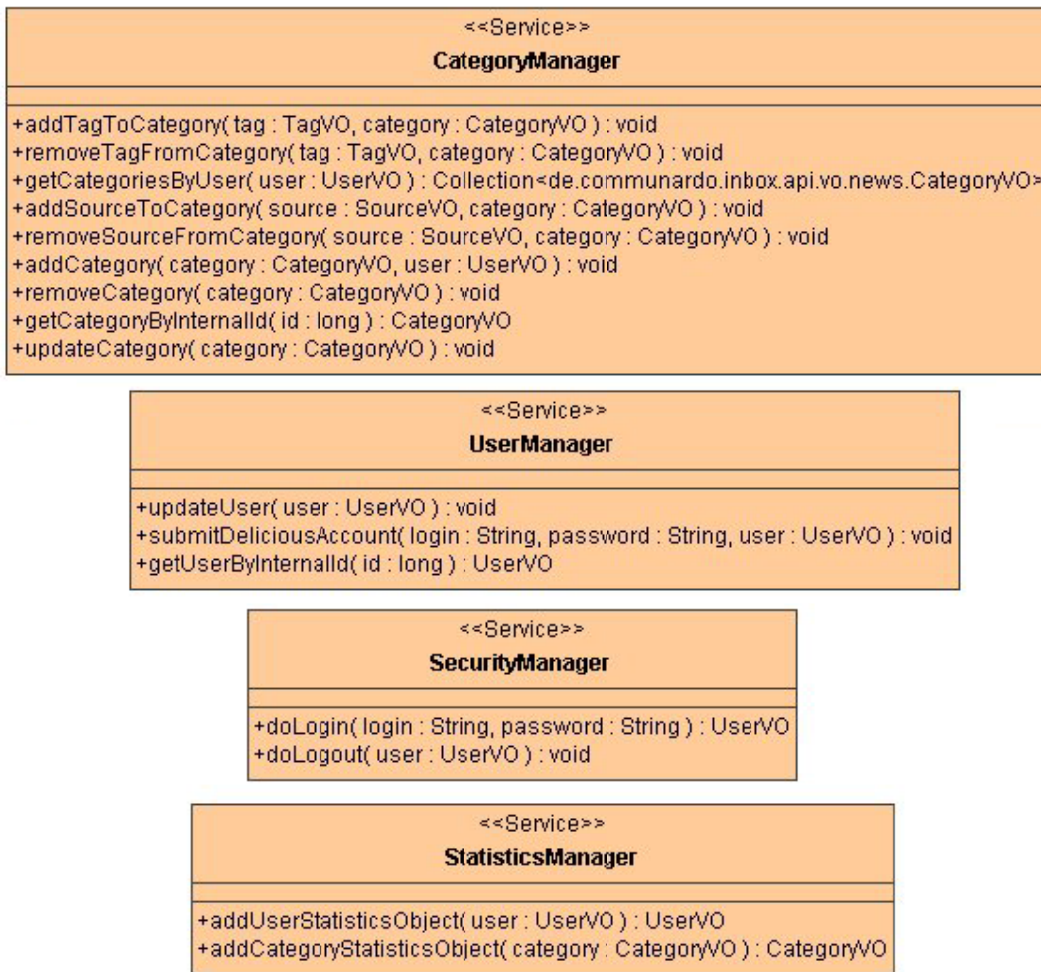 <<Service>>
CategoryManager
+addTagToCategory( tag : TagVO, category : CategoryVO ) : void
+removeTagFromCategory( tag : TagVO, category : CategoryVO ) : void
+getCategoriesByUser( user : UserVO ) : Collection<de.communardo.inbox.api.vo.news.CategoryVO>
+addSourceToCategory( source : SourceVO, category : CategoryVO ) : void
+removeSourceFromCategory( source : SourceVO, category : CategoryVO ) : void
+addCategory( category : CategoryVO, user : UserVO ) : void
+removeCategory( category : CategoryVO ) : void
+getCategoryByInternalId( id : long ) : CategoryVO
+updateCategory( category : CategoryVO ) : void
<<Service>>
UserManager
+updateUser( user : UserVO ) : void
+submitDeliciousAccount( login : String, password : String, user : UserVO ) : void
+getUserByInternalId( id : long ) : UserVO
<<Service>>
SecurityManager
+doLogin( login : String, password : String ) : UserVO
+doLogout( user : UserVO ) : void
<<Service>>
StatisticsManager
+addUserStatisticsObject( user : UserVO ) : UserVO
+addCategoryStatisticsObject( category : CategoryVO ) : CategoryVO